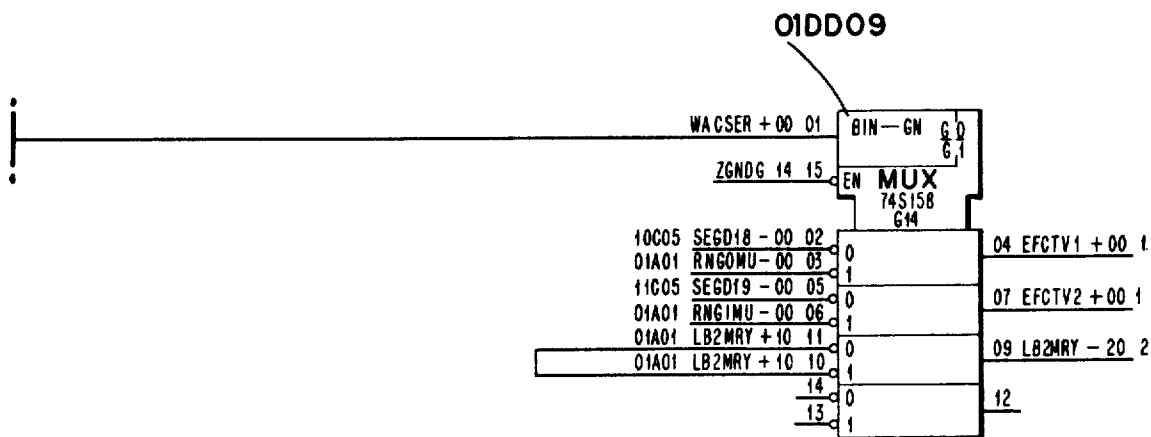 01DD09
WACSER +00 01
BIN—GN
G 0
G 1
ZGNDG 14 15
EN MUX
74S158
G14
10C05 SEGD18 -00 02
0
04 EFCTV1 +00 1
01A01 RNG0MU-00 03
1
11C05 SEGD19 -00 05
0
07 EFCTV2+00 1
01A01 RNG1MU-00 06
1
01A01 LB2MRY +10 11
0
09 LB2MRY - 20 2
01A01 LB2MRY +10 10
1
14
0
12
13
1